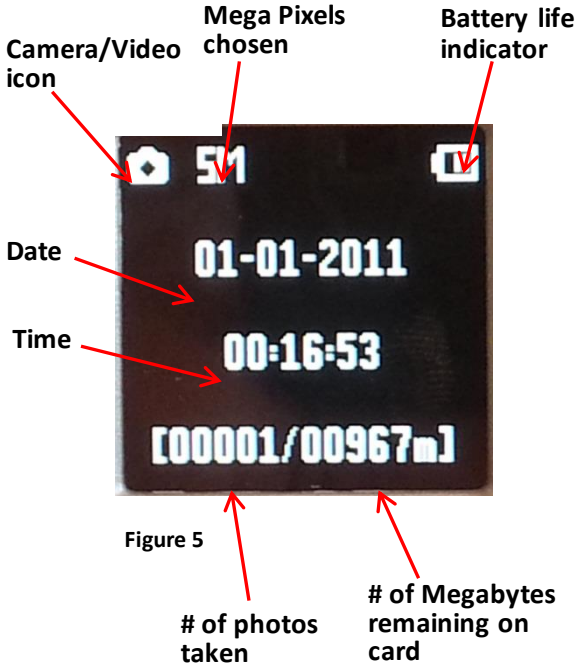 Mega Pixels
chosen
Battery life
indicator
Camera/Video
icon
5M
Date
01-01-2011
Time
00:16:53
[00001/00967m]
Figure 5
# of photos
taken
# of Megabytes
remaining on
card